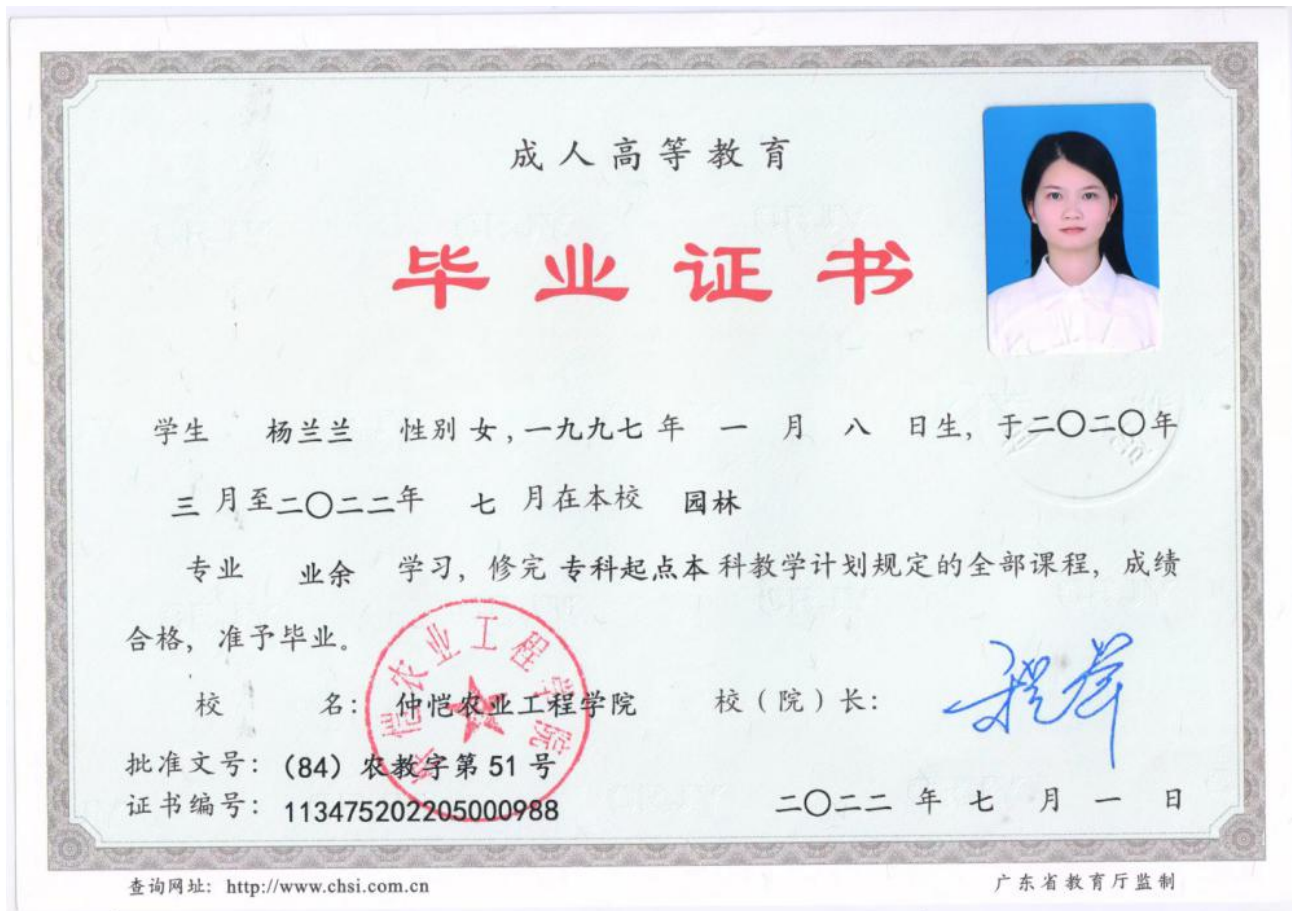 成人高等教育
毕业证书
学生 杨兰兰 性别 女,一九九七 年 一 月 八 日生, 于二〇二〇年
三 月至二〇二二年 七 月在本校 园林
专业 业余 学习, 修完 专科起点本 科教学计划规定的全部课程, 成绩
合格, 准予毕业。
校 名: 仲恺农业工程学院 校(院)长:
批准文号: (84)农教字第 51 号
证书编号: 113475202205000988 二〇二二 年 七 月 一 日
查询网址: http://www.chsi.com.cn 广东省教育厅监制